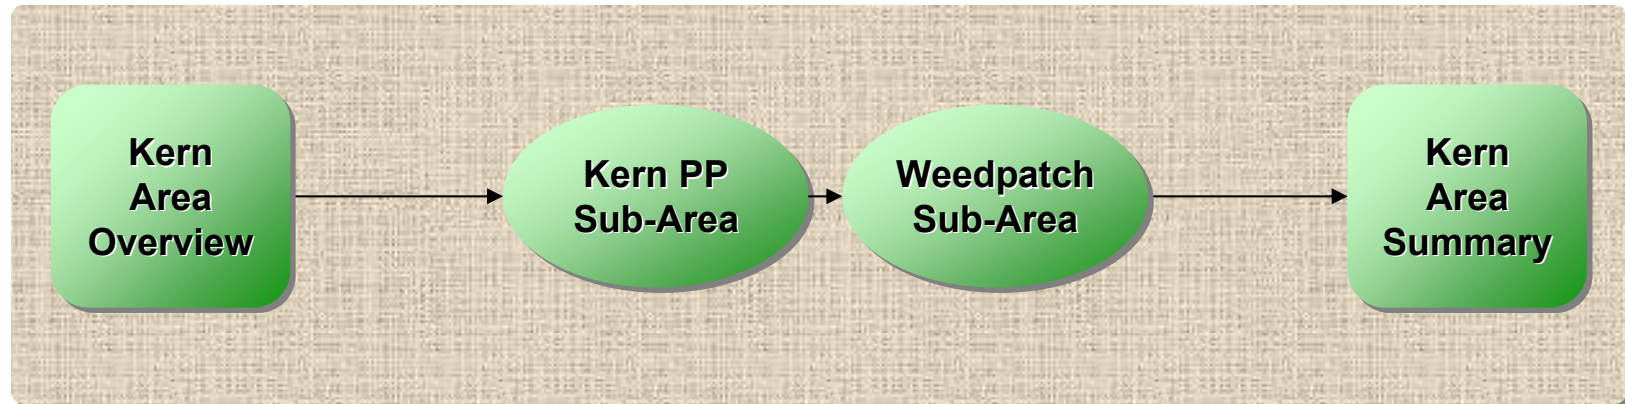 Kern
Area
Overview
Kern PP
Sub-Area
Weedpatch
Sub-Area
Kern
Area
Summary